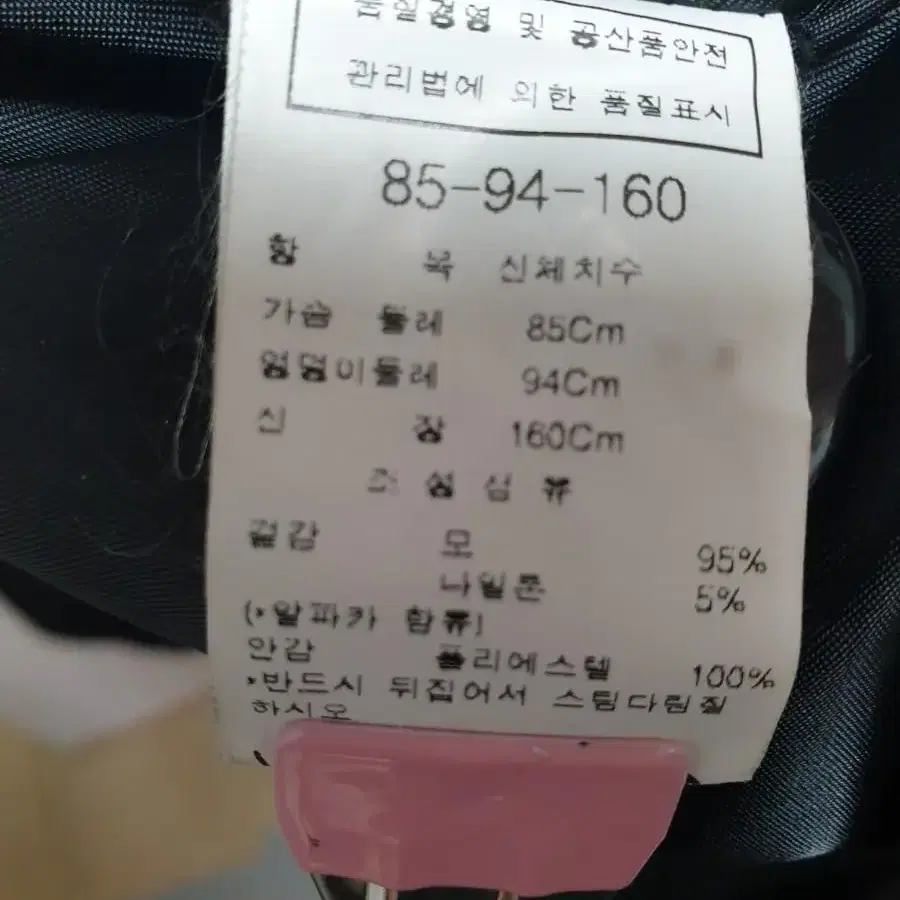 품질경영 및 공산품안전
관리법에 의한 품질표시
85-94-160
항 목 신체치수
가슴 둘레 85Cm
엉덩이둘레 94Cm
신 장 160Cm
조 성 섬 유
겉감 모 95%
나일론 5%
(*알파카 함류)
안감 폴리에스텔 100%
*반드시 뒤집어서 스팀다림질
하시오